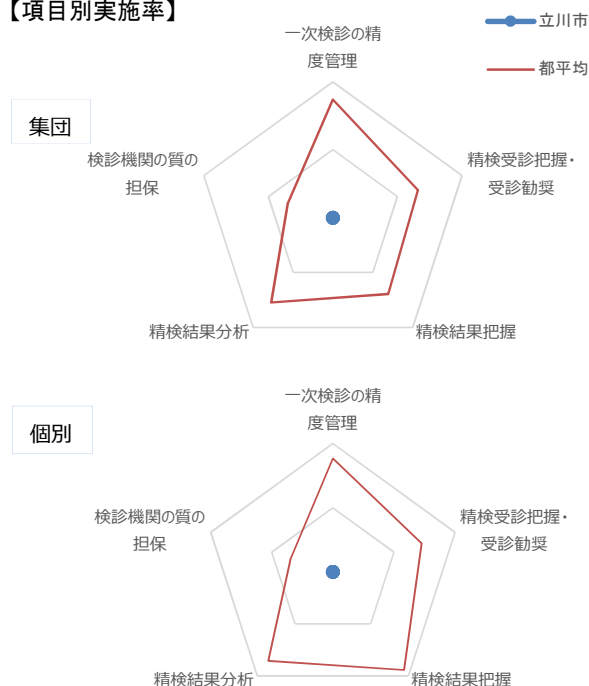 【項目別実施率】
立川市
都平均
集団
一次検診の精
度管理
精検受診把握・
受診勧奨
精検結果把握
精検結果分析
検診機関の質の
担保
個別
一次検診の精
度管理
精検受診把握・
受診勧奨
精検結果把握
精検結果分析
検診機関の質の
担保